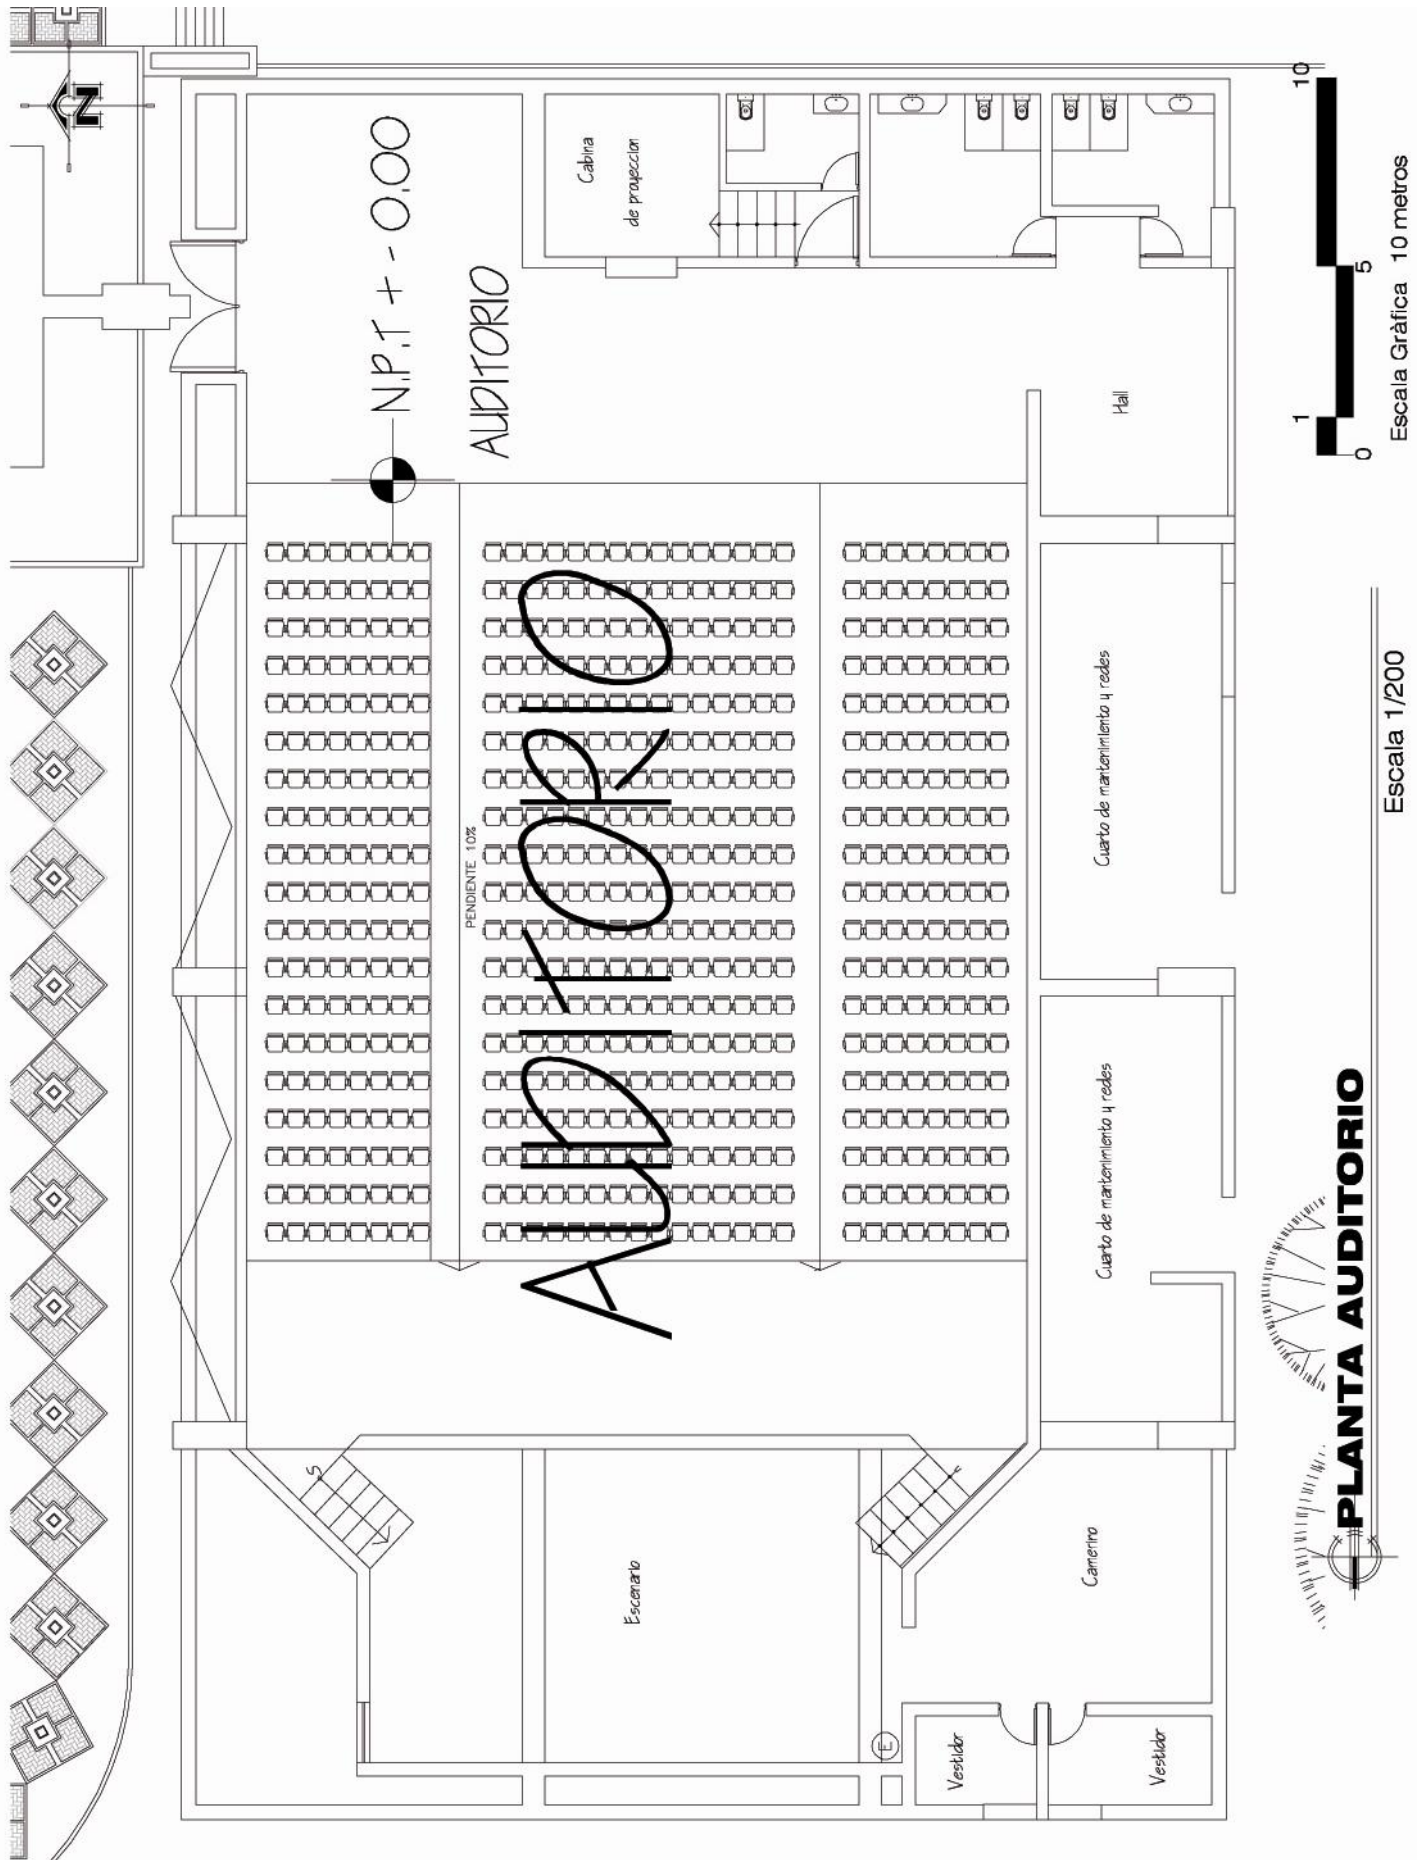 N
N.P.T + - 0.00
AUDITORIO
Cabina
de proyeccion
Hall
PENDIENTE 10%
AUDITORIO
Cuarto de mantenimiento y redes
Cuarto de mantenimiento y redes
S
Escenario
Camerino
E
Vestidor
Vestidor
0 1 5 10
Escala Gràfica 10 metros
PLANTA AUDITORIO
Escala 1/200